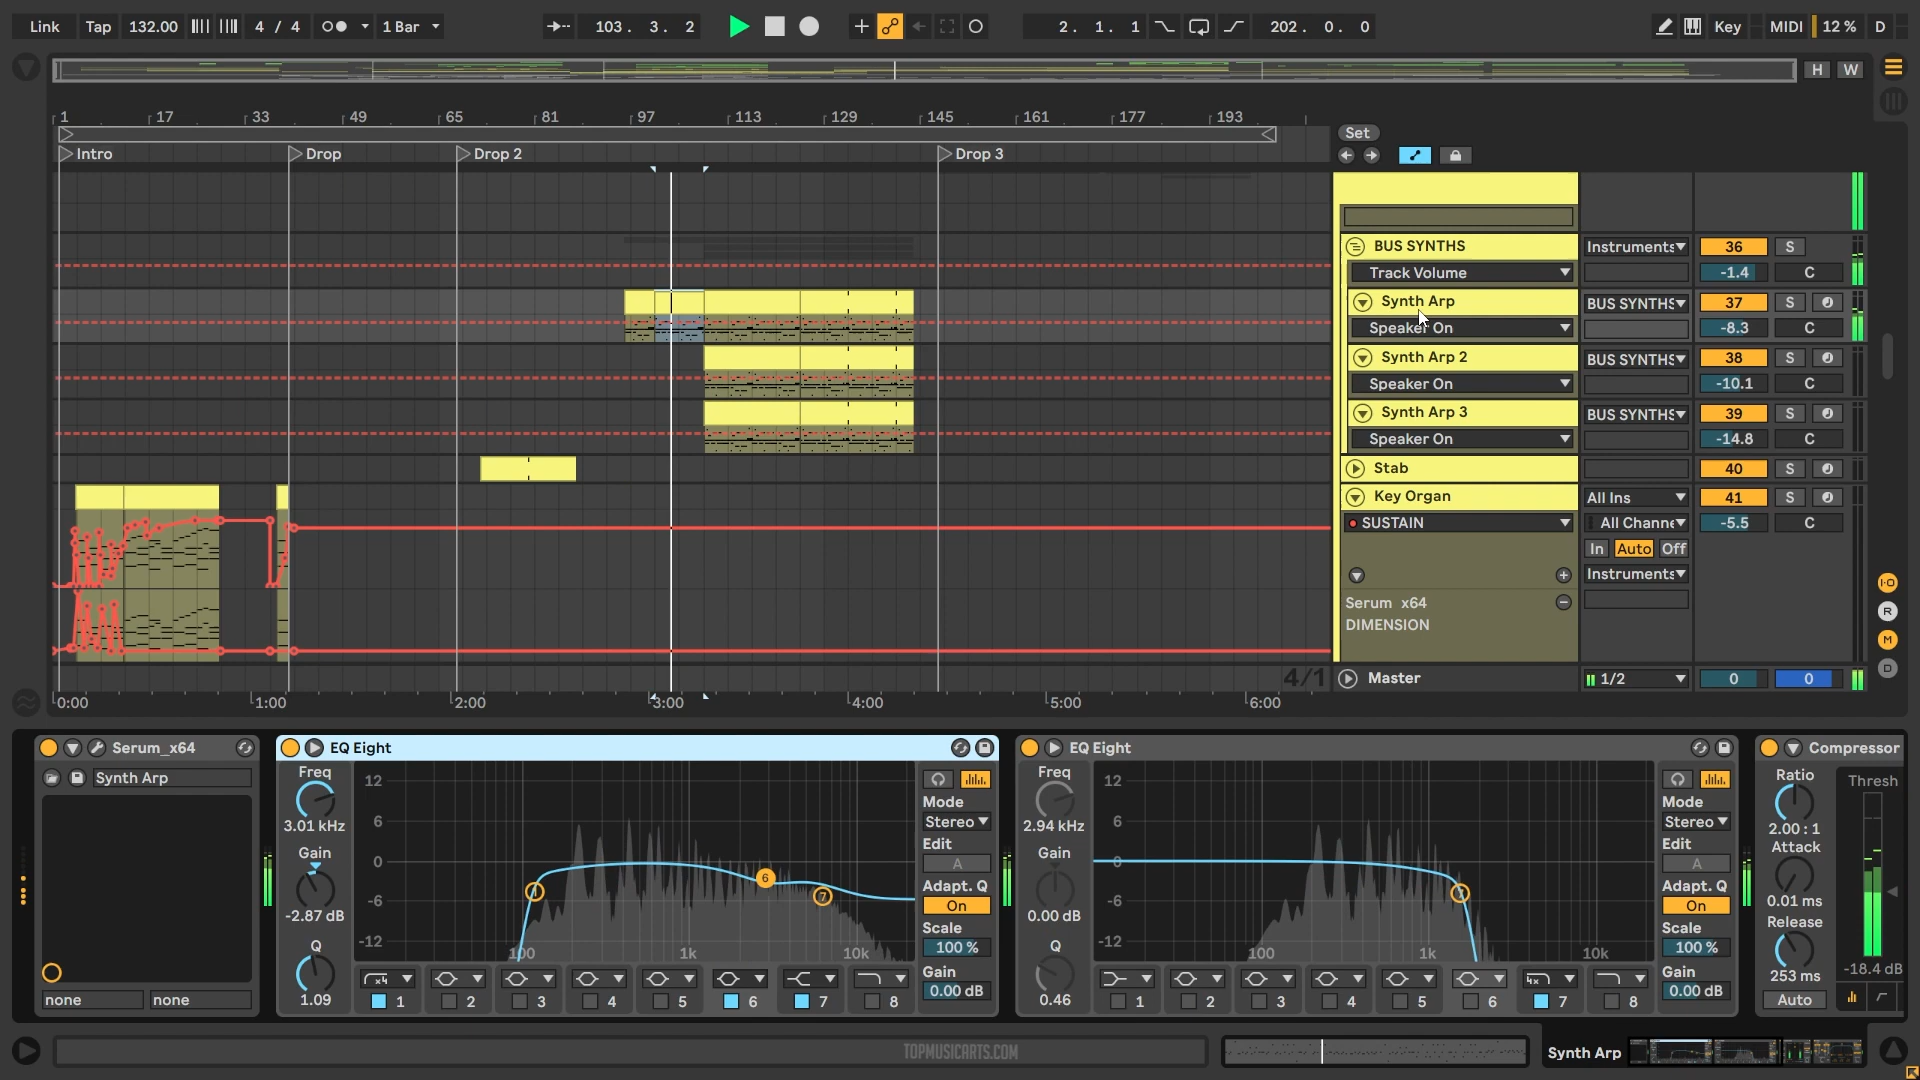 Link Tap 132.00 4 / 4 1 Bar 103. 3. 2 2. 1. 1 202. 0. 0 Key MIDI 12 % D
H W
1 17 33 49 65 81 97 113 129 145 161 177 193
Set
Intro Drop Drop 2 Drop 3
BUS SYNTHS Instruments 36 S
Track Volume -1.4 C
Synth Arp BUS SYNTHS 37 S
Speaker On -8.3 C
Synth Arp 2 BUS SYNTHS 38 S
Speaker On -10.1 C
Synth Arp 3 BUS SYNTHS 39 S
Speaker On -14.8 C
Stab 40 S
Key Organ All Ins 41 S
SUSTAIN All Channe -5.5 C
In Auto Off
Instruments
Serum x64
DIMENSION
I·O
R
M
D
4/1 Master 1/2 0 0
0:00 1:00 2:00 3:00 4:00 5:00 6:00
Serum_x64
Synth Arp
none none
EQ Eight
Freq
3.01 kHz
Gain
-2.87 dB
Q
1.09
12
6
0
-6
-12
100 1k 10k
1 6 7
Mode
Stereo
Edit
A
Adapt. Q
On
Scale
100 %
Gain
0.00 dB
x4
1 2 3 4 5 6 7 8
EQ Eight
Freq
2.94 kHz
Gain
0.00 dB
Q
0.46
12
6
0
-6
-12
100 1k 10k
7
Mode
Stereo
Edit
A
Adapt. Q
On
Scale
100 %
Gain
0.00 dB
4x
1 2 3 4 5 6 7 8
Compressor
Ratio
2.00 : 1
Attack
0.01 ms
Release
253 ms
Auto
Thresh
-18.4 dB
TOPMUSICARTS.COM
Synth Arp